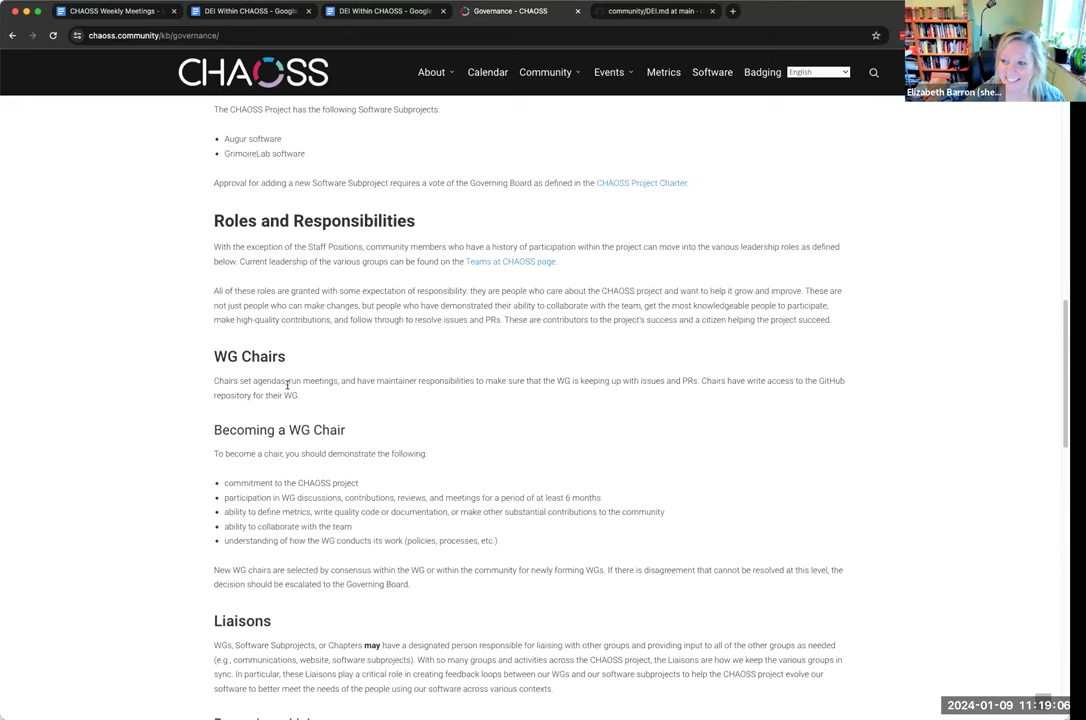 CHAOSS Weekly Meetings -
DEI Within CHAOSS - Google
DEI Within CHAOSS - Google
Governance - CHAOSS
community/DEI.md at main ·
chaoss.community/kb/governance/
CHAOSS
About
Calendar
Community
Events
Metrics
Software
Badging
English
Elizabeth Barron (she...
The CHAOSS Project has the following Software Subprojects:
• Augur software
• GrimoireLab software
Approval for adding a new Software Subproject requires a vote of the Governing Board as defined in the CHAOSS Project Charter.
Roles and Responsibilities
With the exception of the Staff Positions, community members who have a history of participation within the project can move into the various leadership roles as defined
below. Current leadership of the various groups can be found on the Teams at CHAOSS page.
All of these roles are granted with some expectation of responsibility: they are people who care about the CHAOSS project and want to help it grow and improve. These are
not just people who can make changes, but people who have demonstrated their ability to collaborate with the team, get the most knowledgeable people to participate,
make high-quality contributions, and follow through to resolve issues and PRs. These are contributors to the project's success and a citizen helping the project succeed.
WG Chairs
Chairs set agendas, run meetings, and have maintainer responsibilities to make sure that the WG is keeping up with issues and PRs. Chairs have write access to the GitHub
repository for their WG.
Becoming a WG Chair
To become a chair, you should demonstrate the following:
• commitment to the CHAOSS project
• participation in WG discussions, contributions, reviews, and meetings for a period of at least 6 months
• ability to define metrics, write quality code or documentation, or make other substantial contributions to the community
• ability to collaborate with the team
• understanding of how the WG conducts its work (policies, processes, etc.)
New WG chairs are selected by consensus within the WG or within the community for newly forming WGs. If there is disagreement that cannot be resolved at this level, the
decision should be escalated to the Governing Board.
Liaisons
WGs, Software Subprojects, or Chapters may have a designated person responsible for liaising with other groups and providing input to all of the other groups as needed
(e.g., communications, website, software subprojects). With so many groups and activities across the CHAOSS project, the Liaisons are how we keep the various groups in
sync. In particular, these Liaisons play a critical role in creating feedback loops between our WGs and our software subprojects to help the CHAOSS project evolve our
software to better meet the needs of the people using our software across various contexts.
2024-01-09 11:19:06